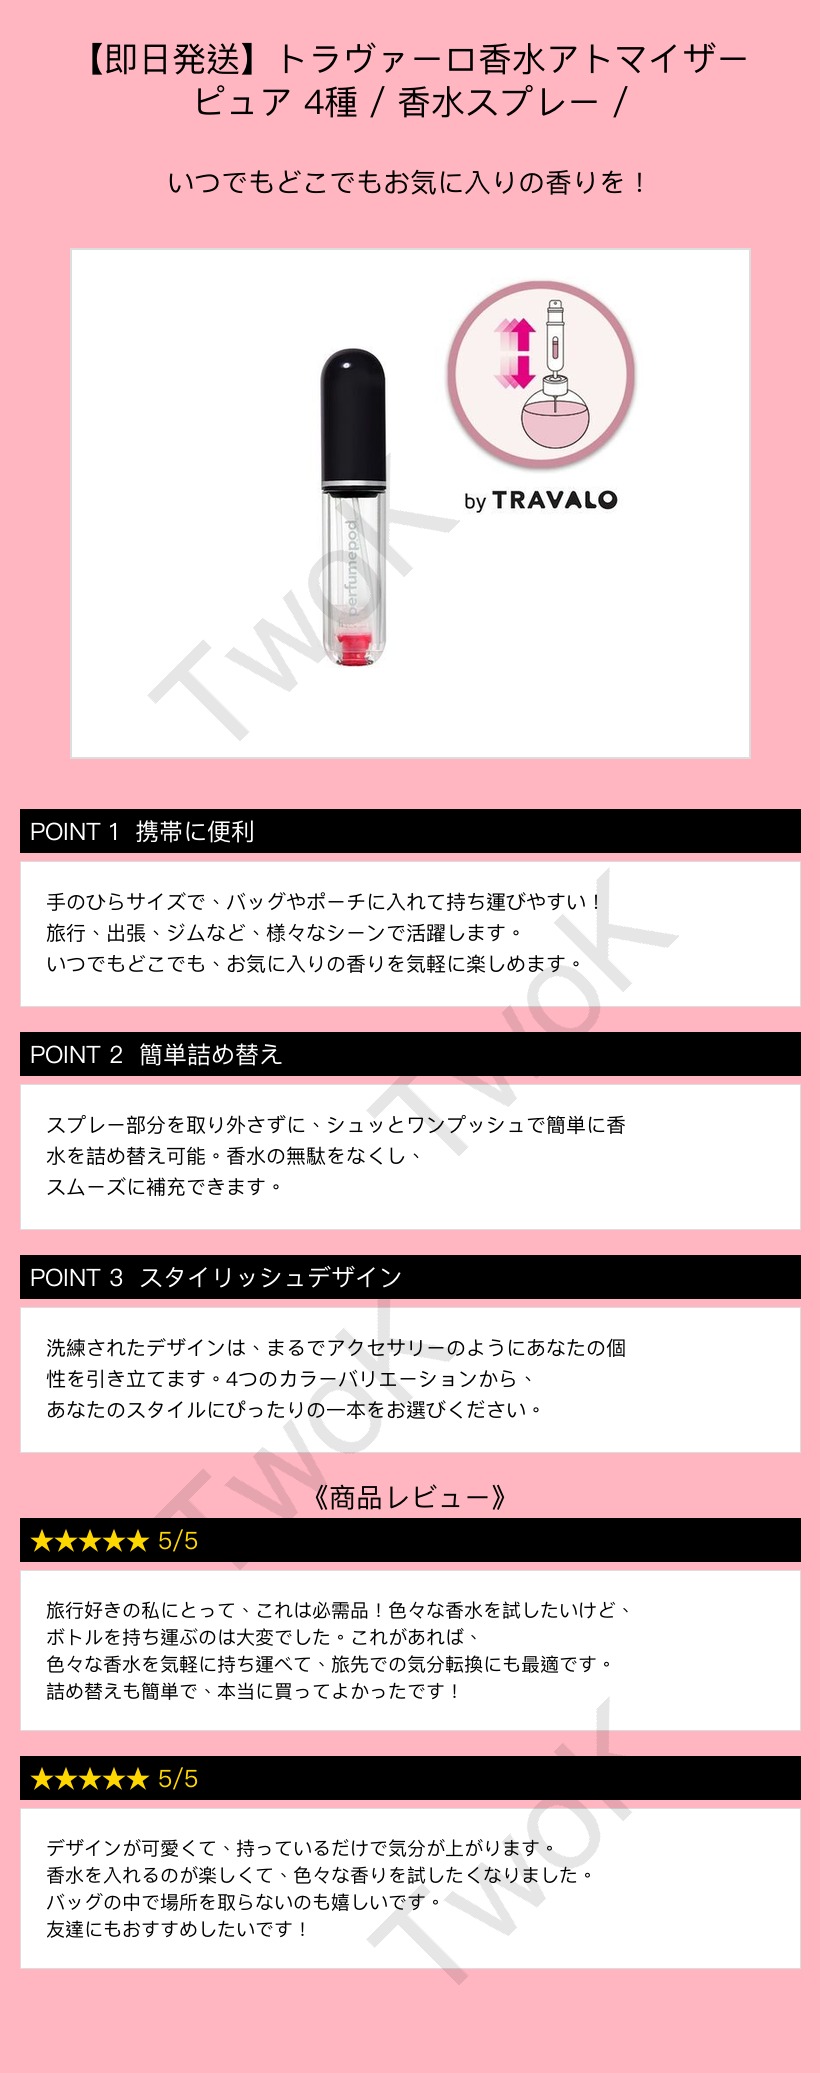 【即日発送】トラヴァーロ香水アトマイザー
ピュア 4種 / 香水スプレー /
いつでもどこでもお気に入りの香りを！
by TRAVALO
perfumepod
TwoK
POINT 1 携帯に便利
手のひらサイズで、バッグやポーチに入れて持ち運びやすい！
旅行、出張、ジムなど、様々なシーンで活躍します。
いつでもどこでも、お気に入りの香りを気軽に楽しめます。
TwoK
POINT 2 簡単詰め替え
スプレー部分を取り外さずに、シュッとワンプッシュで簡単に香
水を詰め替え可能。香水の無駄をなくし、
スムーズに補充できます。
POINT 3 スタイリッシュデザイン
洗練されたデザインは、まるでアクセサリーのようにあなたの個
性を引き立てます。4つのカラーバリエーションから、
あなたのスタイルにぴったりの一本をお選びください。
TwoK
《商品レビュー》
★★★★★ 5/5
旅行好きの私にとって、これは必需品！色々な香水を試したいけど、
ボトルを持ち運ぶのは大変でした。これがあれば、
色々な香水を気軽に持ち運べて、旅先での気分転換にも最適です。
詰め替えも簡単で、本当に買ってよかったです！
★★★★★ 5/5
デザインが可愛くて、持っているだけで気分が上がります。
香水を入れるのが楽しくて、色々な香りを試したくなりました。
バッグの中で場所を取らないのも嬉しいです。
友達にもおすすめしたいです！
TwoK